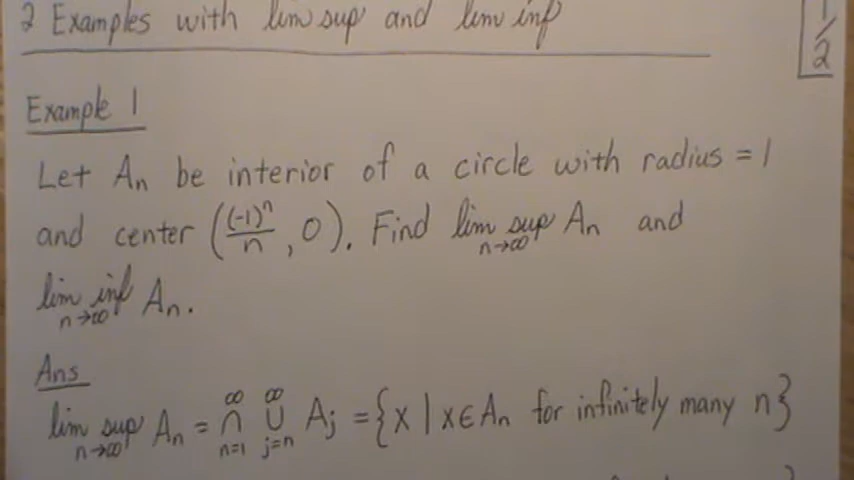 2 Examples with lim sup and lim inf
1/2
Example 1
Let Aₙ be interior of a circle with radius = 1
and center ((-1)ⁿ/n, 0). Find lim sup n→∞ Aₙ and
lim inf n→∞ Aₙ.
Ans
lim sup n→∞ Aₙ = ∩ n=1 ∞ ∪ j=n ∞ Aⱼ = {x | x ∈ Aₙ for infinitely many n}